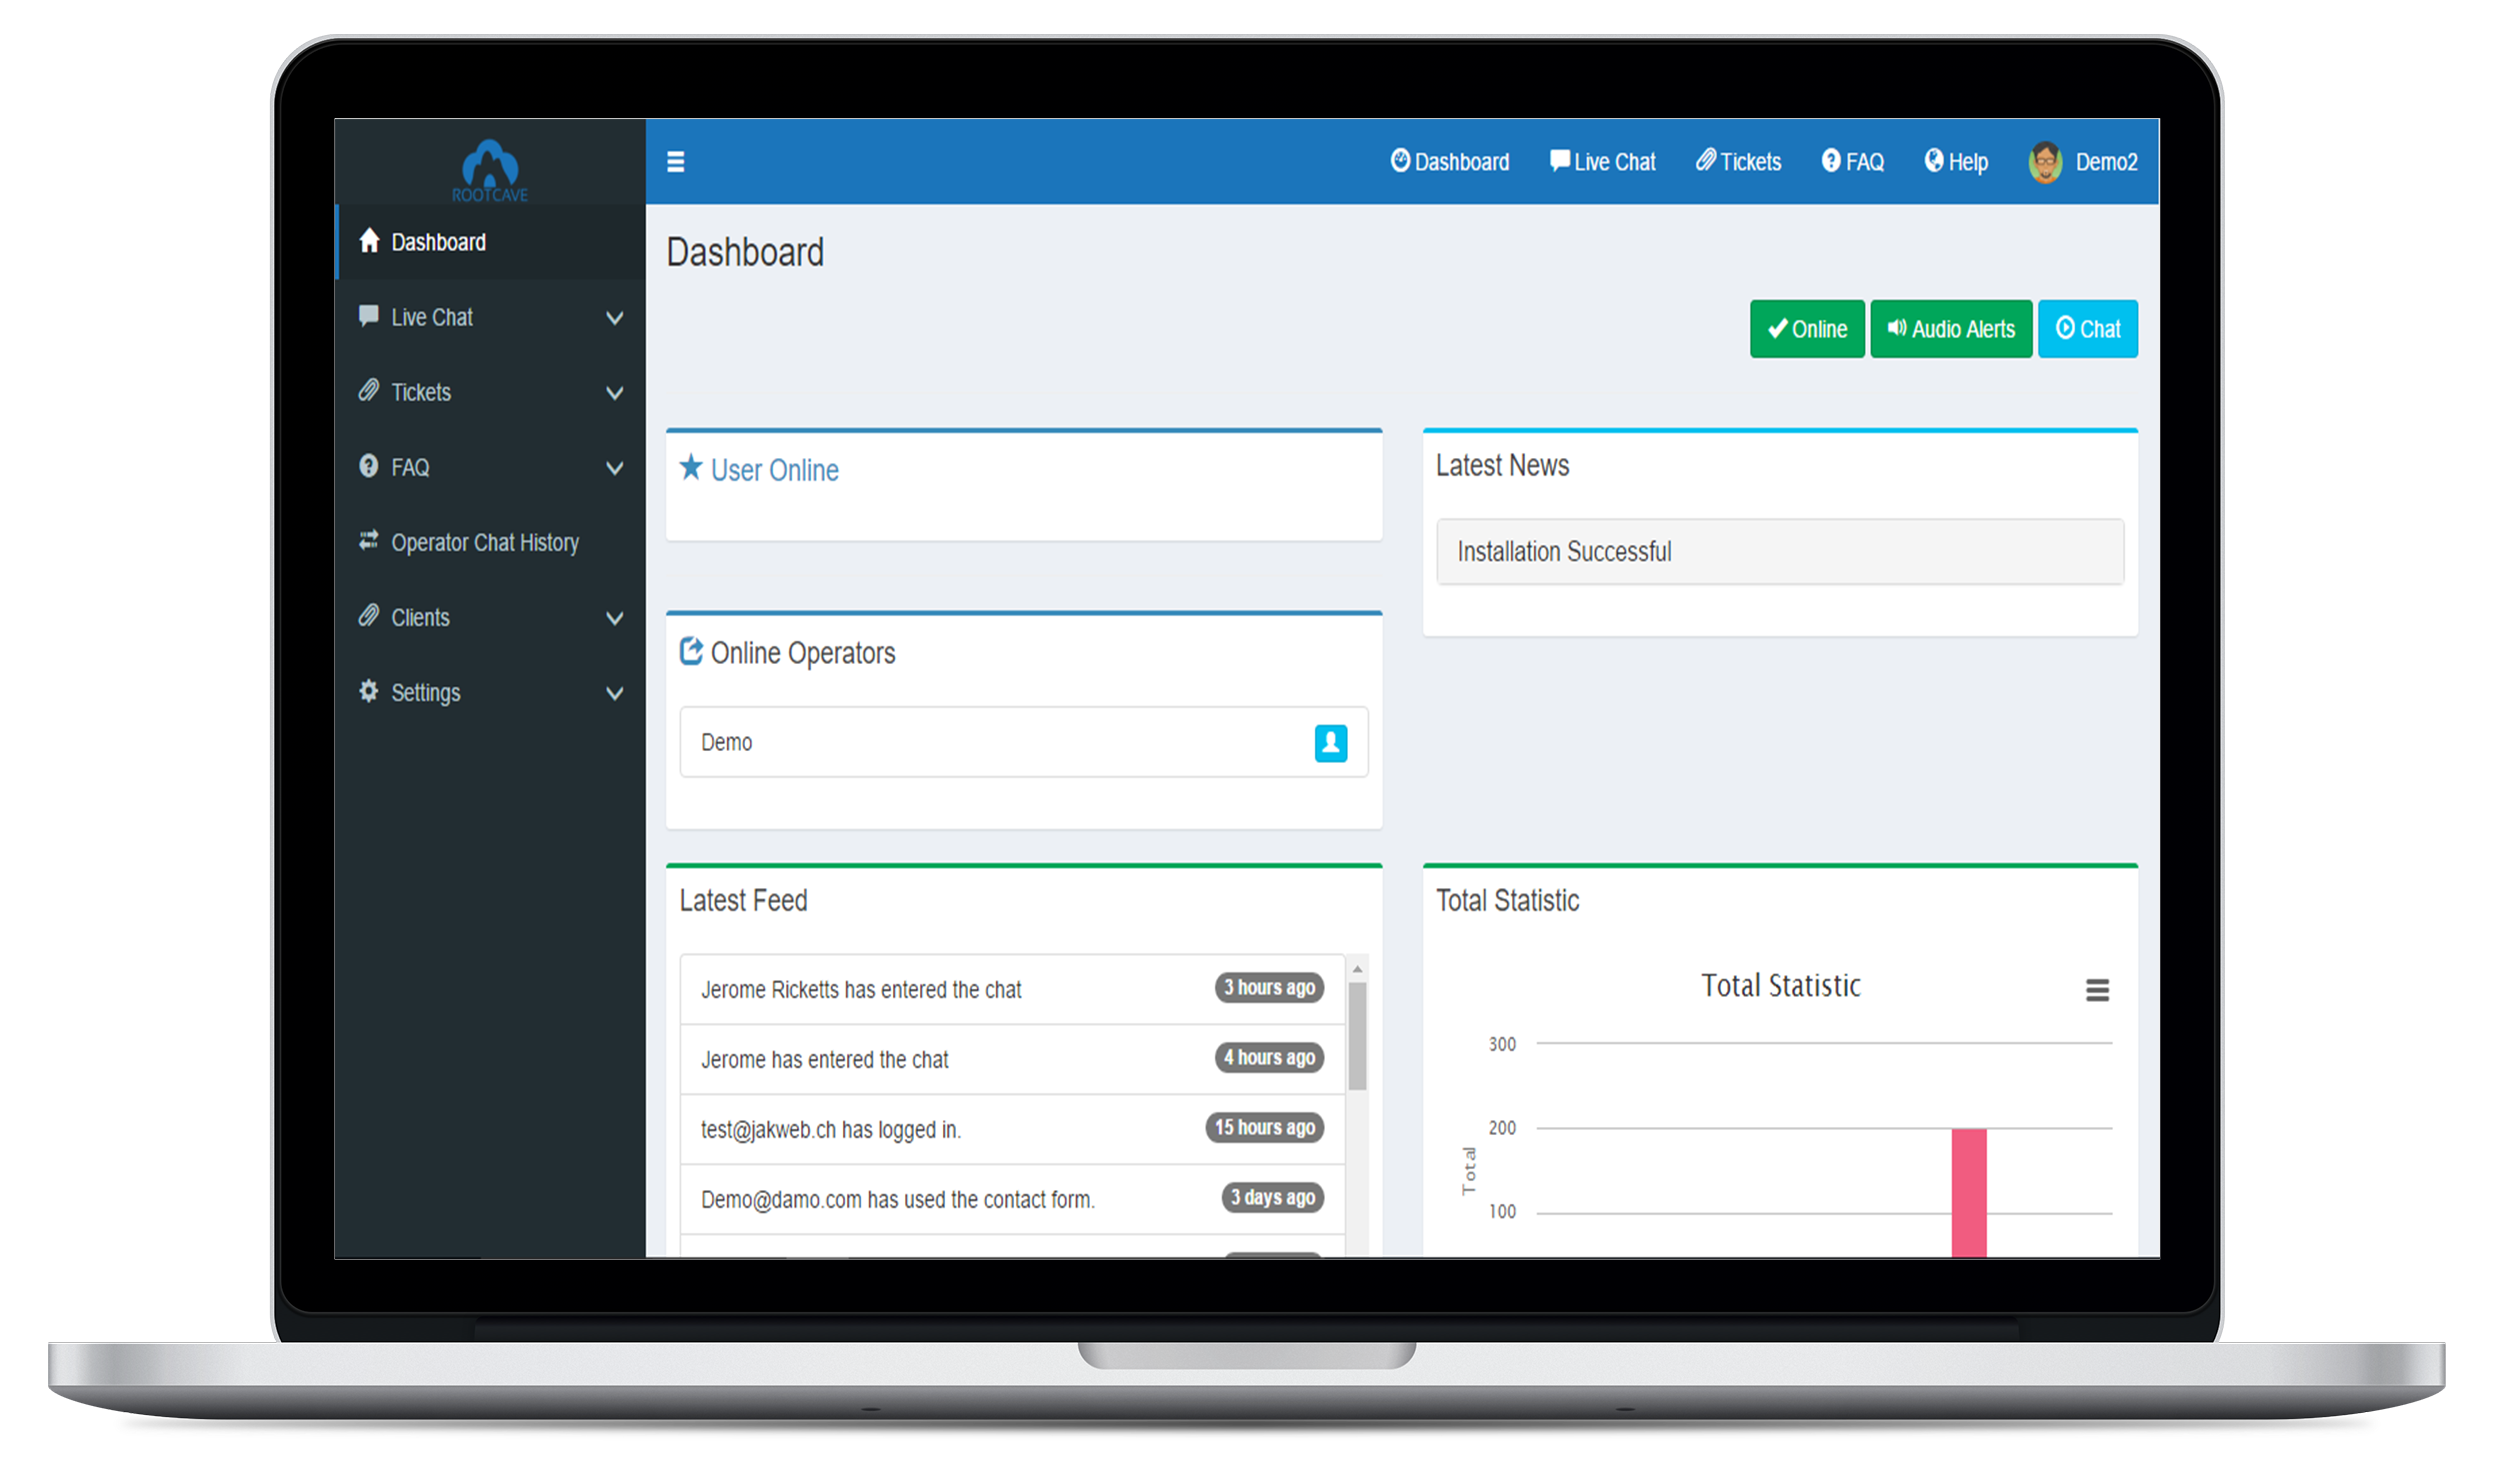 ROOTCAVE
Dashboard
Live Chat
Tickets
FAQ
Help
Demo2
Dashboard
Live Chat
Tickets
FAQ
Operator Chat History
Clients
Settings
Dashboard
Online
Audio Alerts
Chat
User Online
Latest News
Installation Successful
Online Operators
Demo
Latest Feed
Jerome Ricketts has entered the chat
3 hours ago
Jerome has entered the chat
4 hours ago
test@jakweb.ch has logged in.
15 hours ago
Demo@damo.com has used the contact form.
3 days ago
Total Statistic
Total Statistic
300
200
100
Total